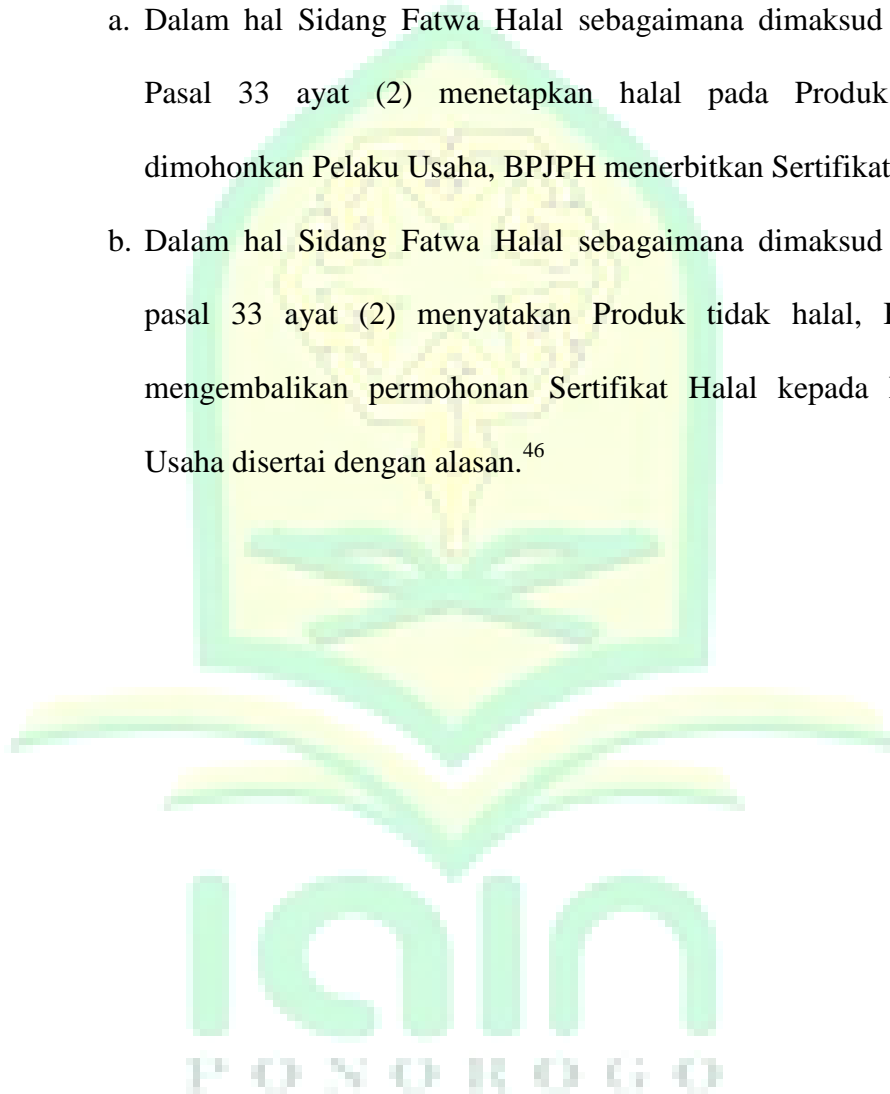 a. Dalam hal Sidang Fatwa Halal sebagaimana dimaksud
Pasal 33 ayat (2) menetapkan halal pada Produk
dimohonkan Pelaku Usaha, BPJPH menerbitkan Sertifikat
b. Dalam hal Sidang Fatwa Halal sebagaimana dimaksud
pasal 33 ayat (2) menyatakan Produk tidak halal,
mengembalikan permohonan Sertifikat Halal kepada
Usaha disertai dengan alasan.46
iain
PONOROGO